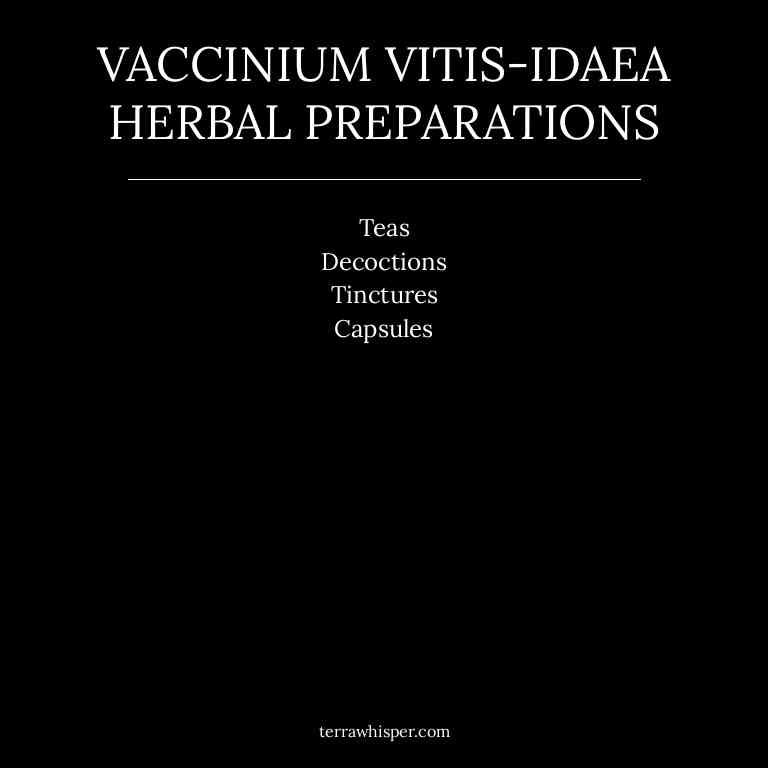 VACCINIUM VITIS-IDAEA
HERBAL PREPARATIONS
Teas
Decoctions
Tinctures
Capsules
terrawhisper.com